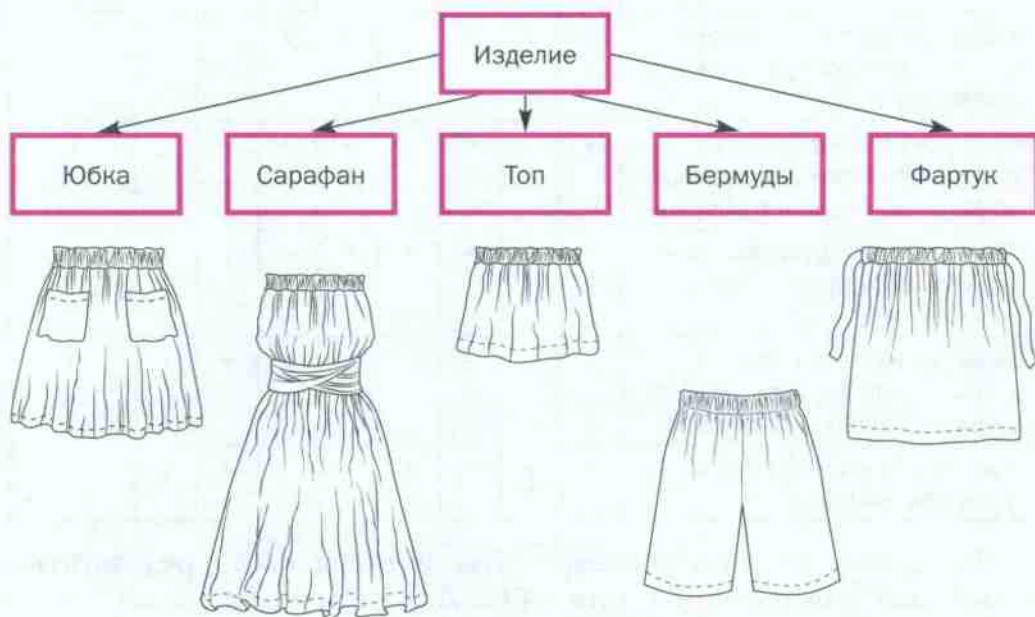 Изделие
Юбка
Сарафан
Топ
Бермуды
Фартук